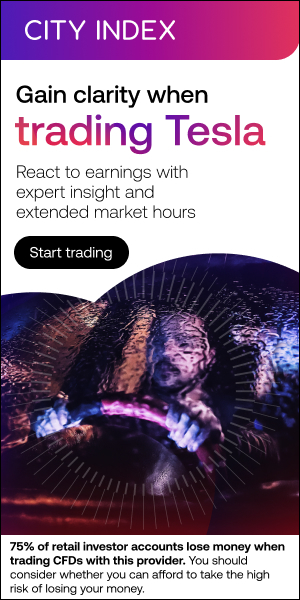 CITY INDEX
Gain clarity when
trading Tesla
React to earnings with
expert insight and
extended market hours
Start trading
75% of retail investor accounts lose money when
trading CFDs with this provider. You should
consider whether you can afford to take the high
risk of losing your money.